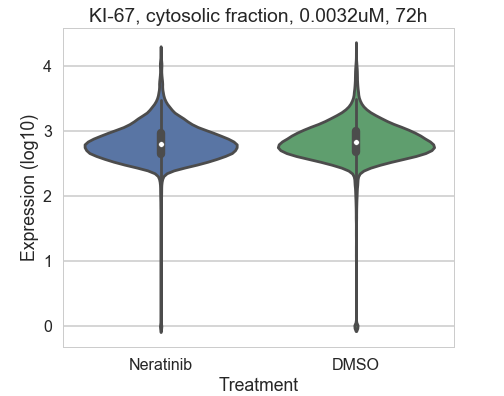 KI-67, cytosolic fraction, 0.0032uM, 72h
Expression (log10)
4
3
2
1
0
Neratinib DMSO
Treatment